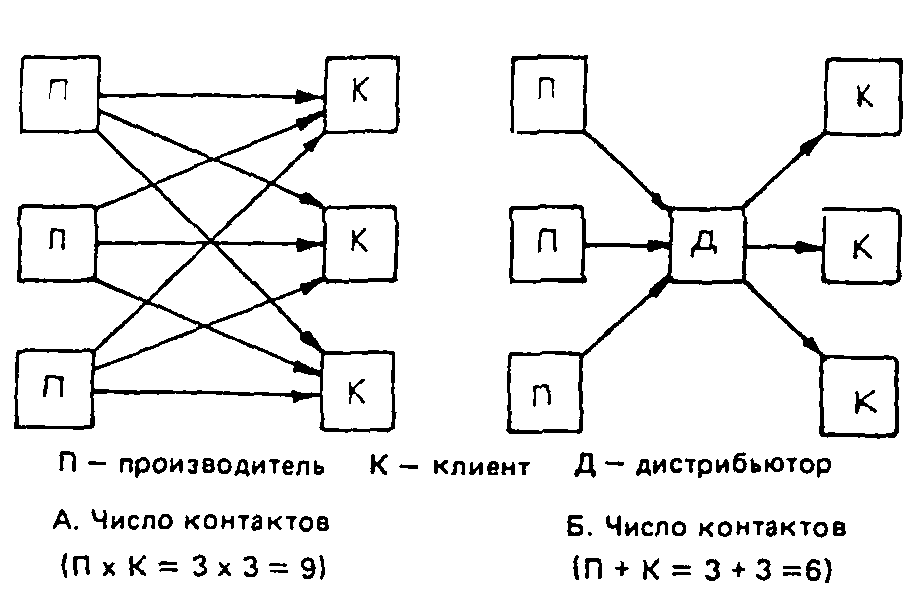 П К П К
П К П Д К
П К П К
П — производитель К — клиент Д — дистрибьютор
А. Число контактов Б. Число контактов
(П х К = 3 х 3 = 9) (П + К = 3 + 3 =6)